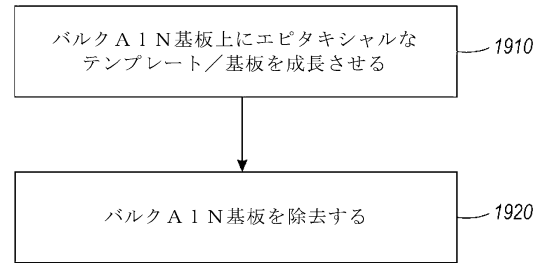 バルクＡｌＮ基板上にエピタキシャルな
テンプレート／基板を成長させる
1910
バルクＡｌＮ基板を除去する
1920